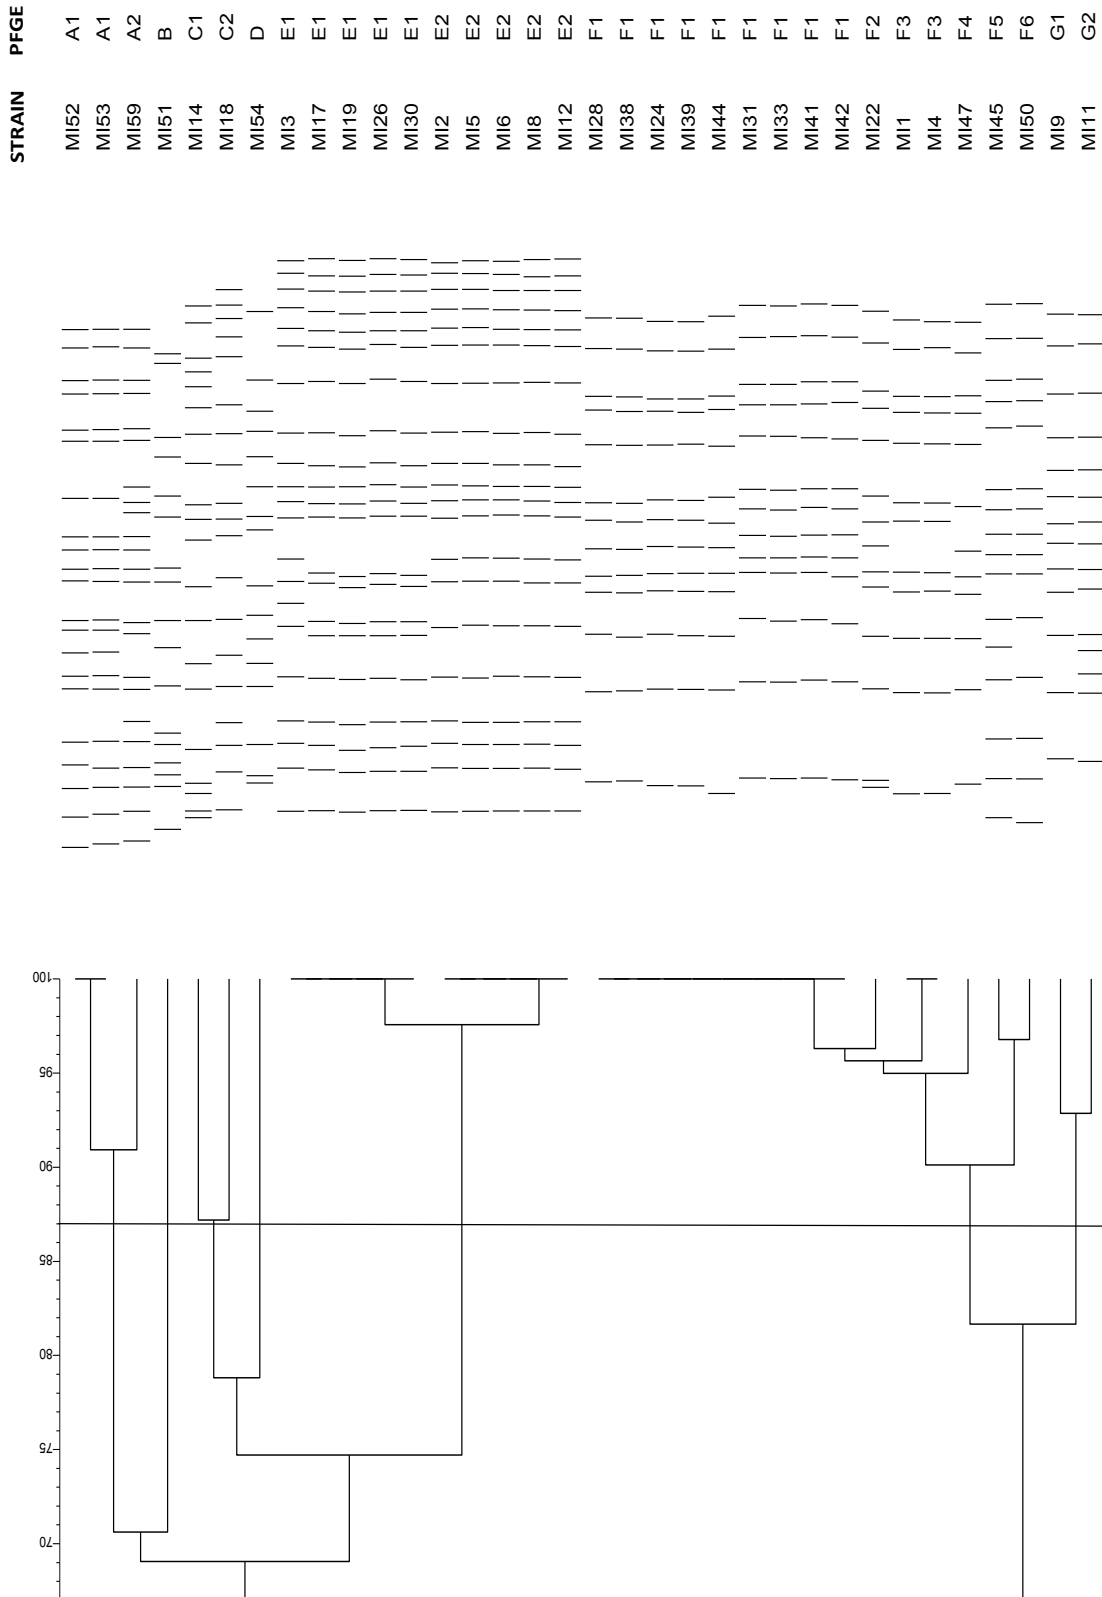 STRAIN PFGE
MI52 A1
MI53 A1
MI59 A2
MI51 B
MI14 C1
MI18 C2
MI54 D
MI3 E1
MI17 E1
MI19 E1
MI26 E1
MI30 E1
MI2 E2
MI5 E2
MI6 E2
MI8 E2
MI12 E2
MI28 F1
MI38 F1
MI24 F1
MI39 F1
MI44 F1
MI31 F1
MI33 F1
MI41 F1
MI42 F1
MI22 F2
MI1 F3
MI4 F3
MI47 F4
MI45 F5
MI50 F6
MI9 G1
MI11 G2
100
95
90
85
80
75
70